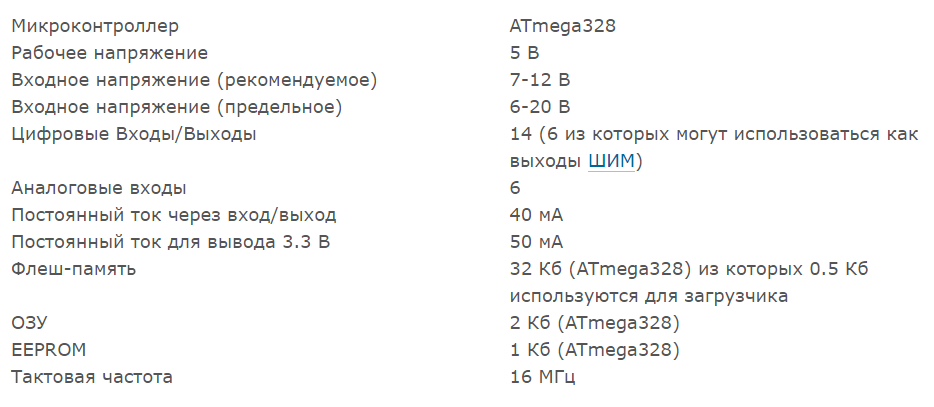 Микроконтроллер ATmega328
Рабочее напряжение 5 В
Входное напряжение (рекомендуемое) 7-12 В
Входное напряжение (предельное) 6-20 В
Цифровые Входы/Выходы 14 (6 из которых могут использоваться как
выходы ШИМ)
Аналоговые входы 6
Постоянный ток через вход/выход 40 мА
Постоянный ток для вывода 3.3 В 50 мА
Флеш-память 32 Кб (ATmega328) из которых 0.5 Кб
используются для загрузчика
ОЗУ 2 Кб (ATmega328)
EEPROM 1 Кб (ATmega328)
Тактовая частота 16 МГц